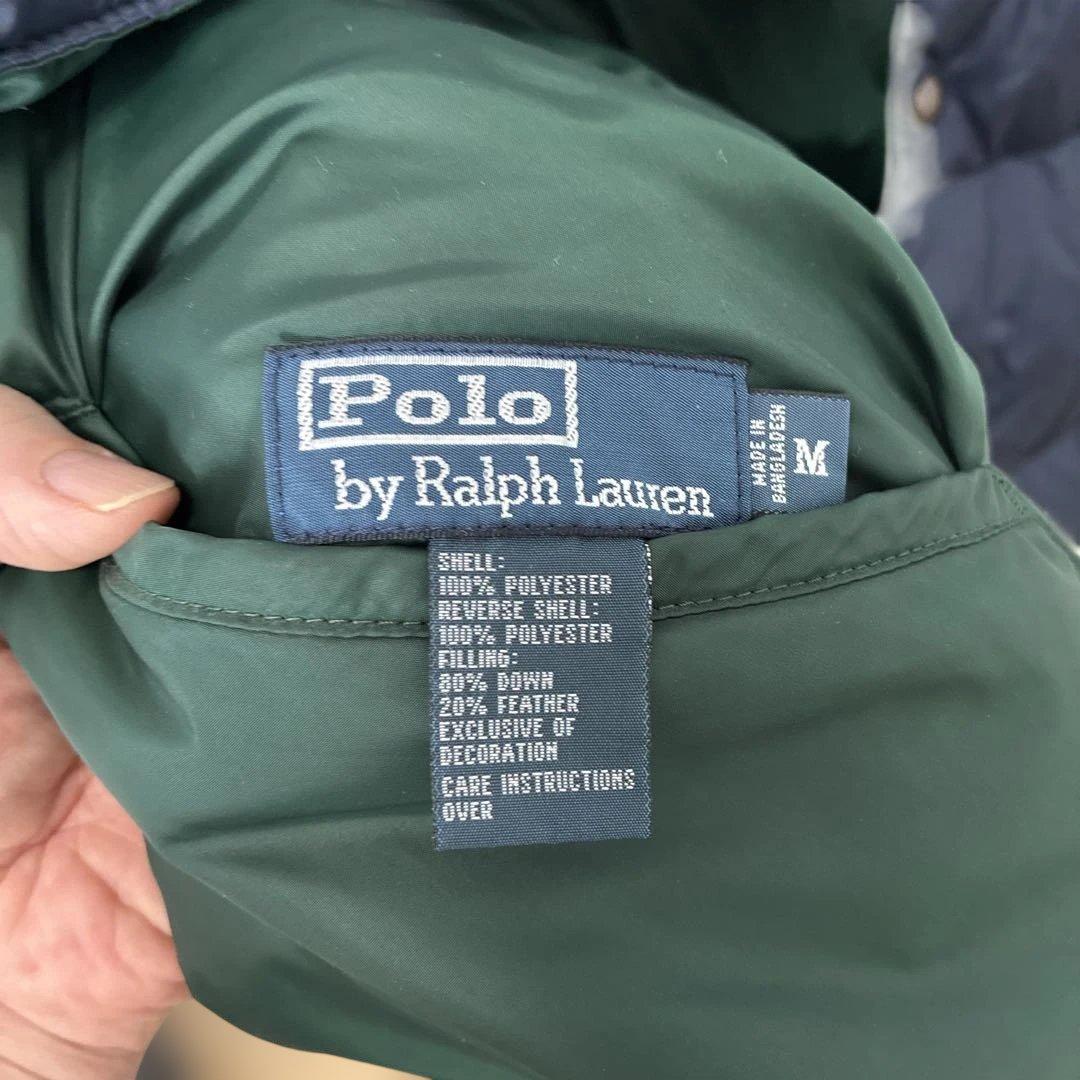 Polo
by Ralph Lauren
MADE IN
BANGLADESH
M
SHELL:
100% POLYESTER
REVERSE SHELL:
100% POLYESTER
FILLING:
80% DOWN
20% FEATHER
EXCLUSIVE OF
DECORATION
CARE INSTRUCTIONS
OVER